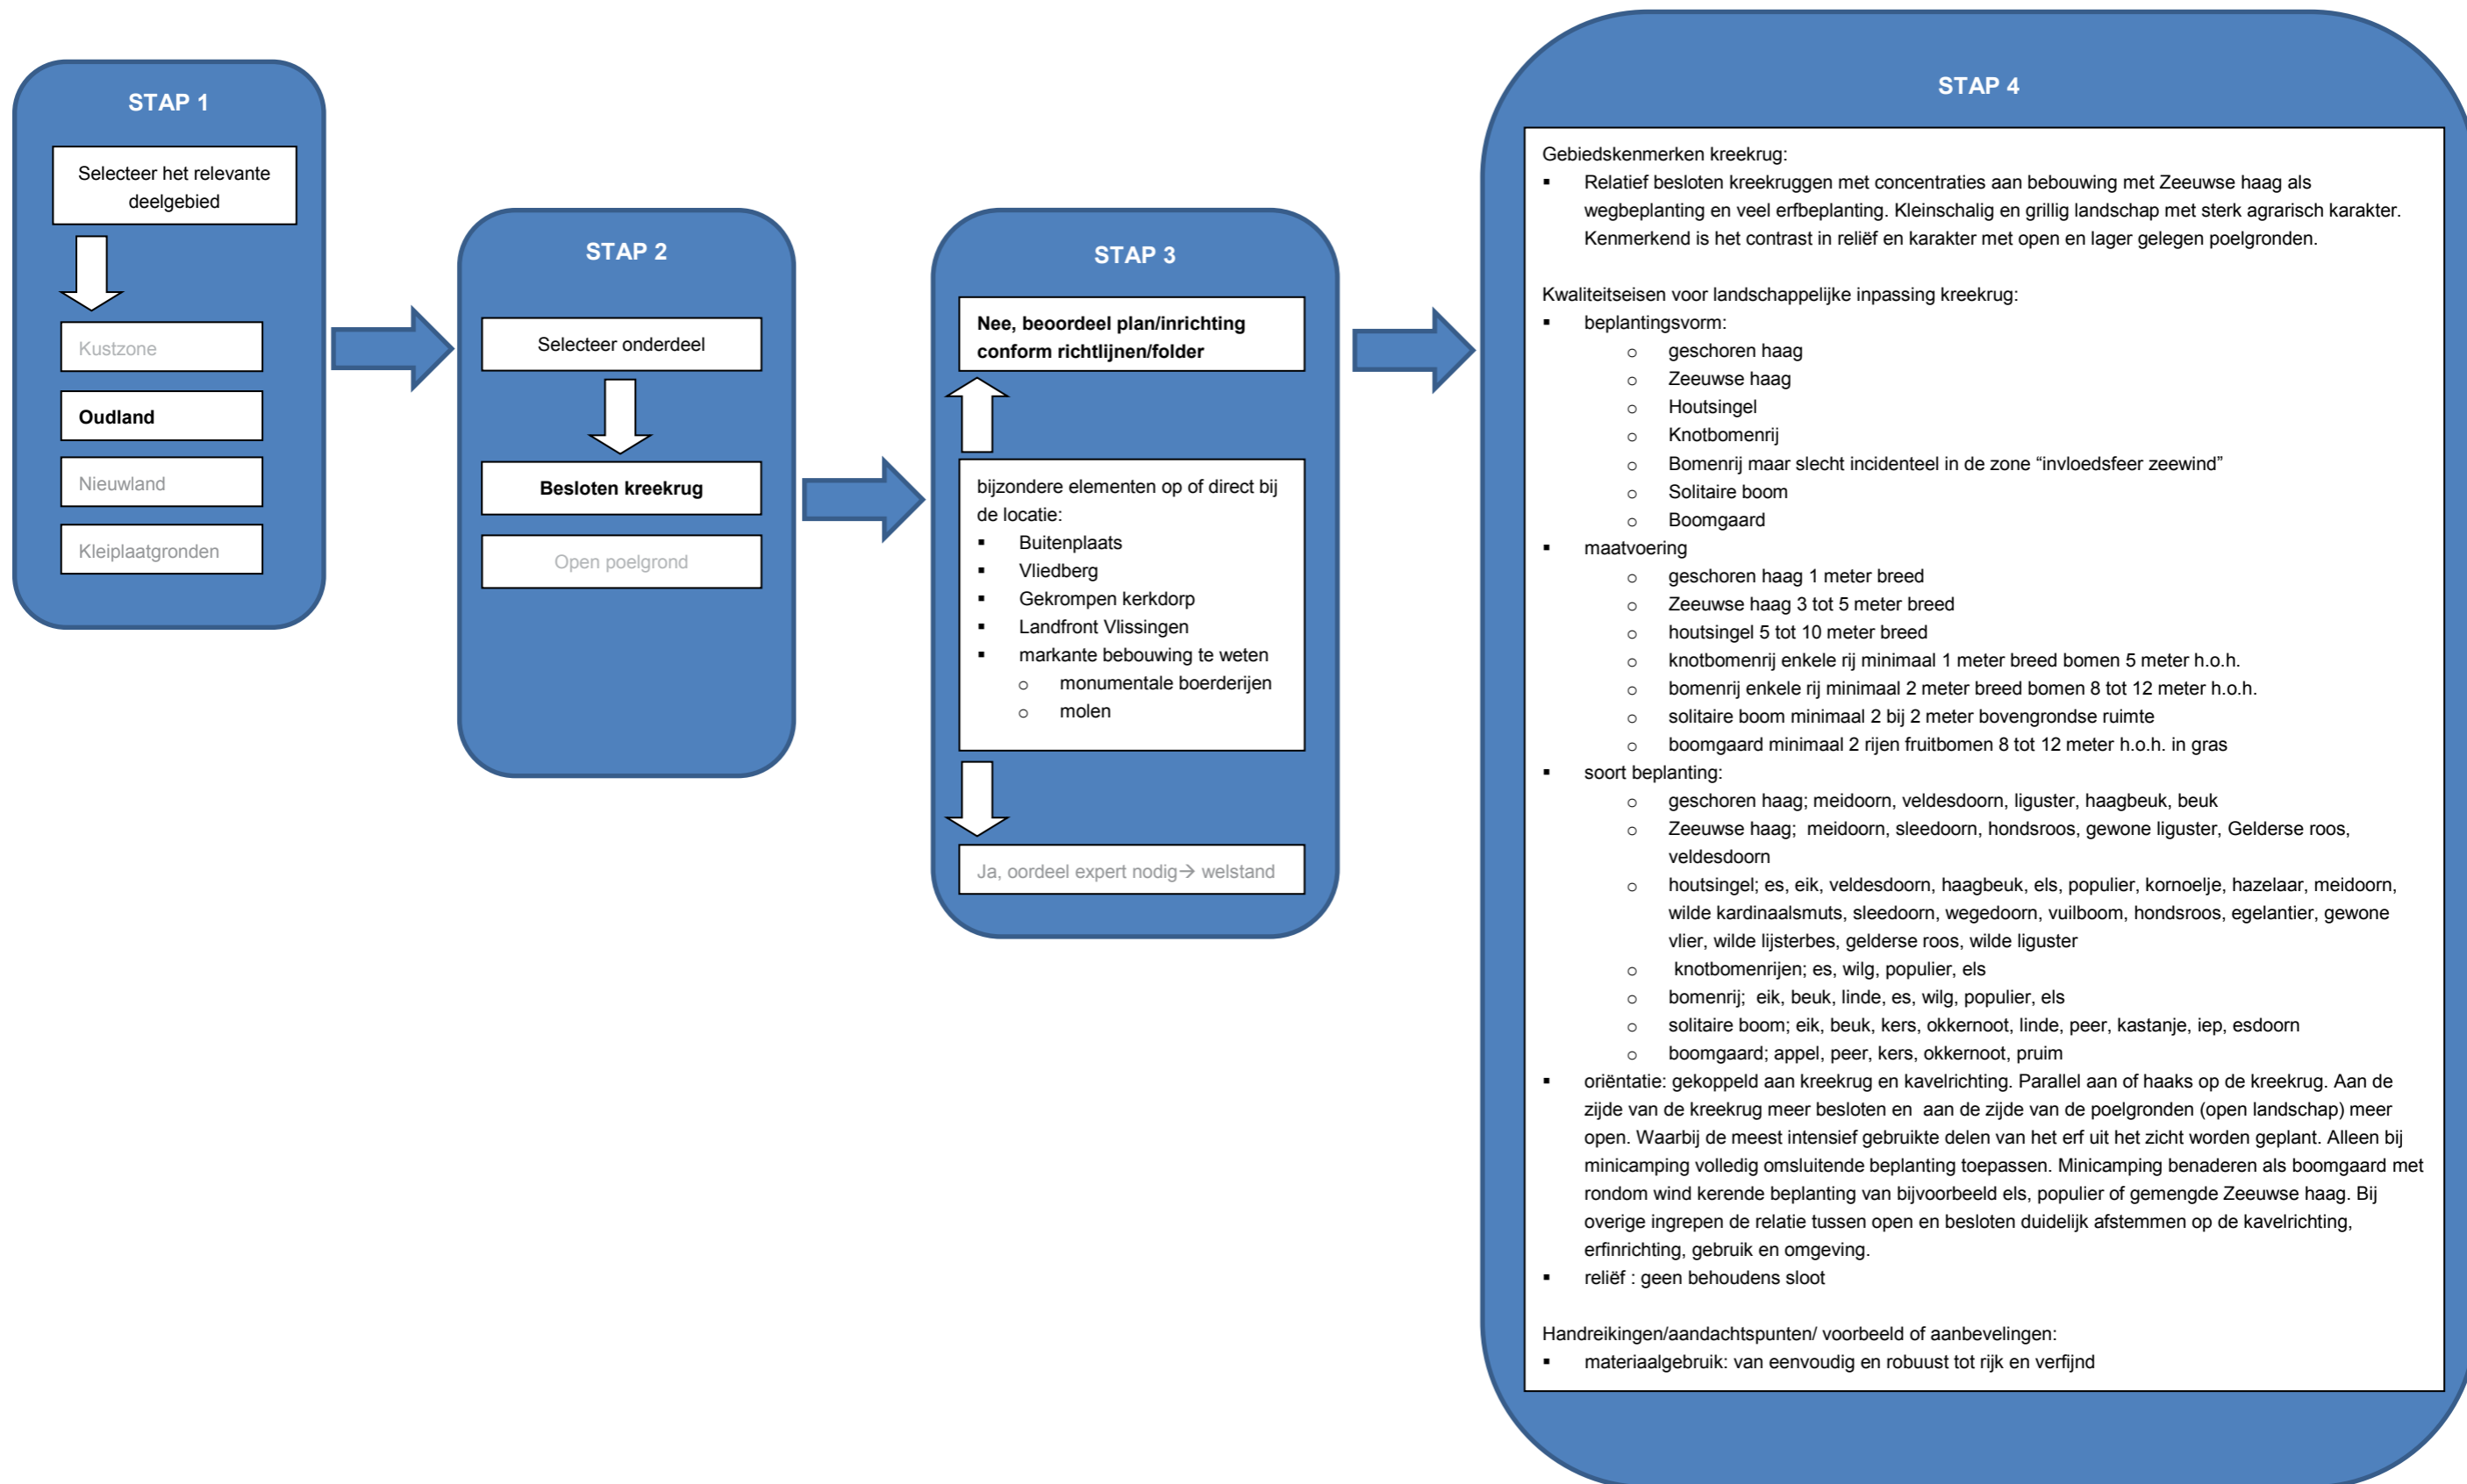 STAP 1
Selecteer het relevante
deelgebied
Kustzone
Oudland
Nieuwland
Kleiplaatgronden
STAP 2
Selecteer onderdeel
Besloten kreekrug
Open poelgrond
STAP 3
Nee, beoordeel plan/inrichting
conform richtlijnen/folder
bijzondere elementen op of direct bij
de locatie:
▪ Buitenplaats
▪ Vliedberg
▪ Gekrompen kerkdorp
▪ Landfront Vlissingen
▪ markante bebouwing te weten
o monumentale boerderijen
o molen
Ja, oordeel expert nodig→ welstand
STAP 4
Gebiedskenmerken kreekrug:
▪ Relatief besloten kreekruggen met concentraties aan bebouwing met Zeeuwse haag als
wegbeplanting en veel erfbeplanting. Kleinschalig en grillig landschap met sterk agrarisch karakter.
Kenmerkend is het contrast in reliëf en karakter met open en lager gelegen poelgronden.
Kwaliteitseisen voor landschappelijke inpassing kreekrug:
▪ beplantingsvorm:
o geschoren haag
o Zeeuwse haag
o Houtsingel
o Knotbomenrij
o Bomenrij maar slecht incidenteel in de zone “invloedsfeer zeewind”
o Solitaire boom
o Boomgaard
▪ maatvoering
o geschoren haag 1 meter breed
o Zeeuwse haag 3 tot 5 meter breed
o houtsingel 5 tot 10 meter breed
o knotbomenrij enkele rij minimaal 1 meter breed bomen 5 meter h.o.h.
o bomenrij enkele rij minimaal 2 meter breed bomen 8 tot 12 meter h.o.h.
o solitaire boom minimaal 2 bij 2 meter bovengrondse ruimte
o boomgaard minimaal 2 rijen fruitbomen 8 tot 12 meter h.o.h. in gras
▪ soort beplanting:
o geschoren haag; meidoorn, veldesdoorn, liguster, haagbeuk, beuk
o Zeeuwse haag; meidoorn, sleedoorn, hondsroos, gewone liguster, Gelderse roos,
veldesdoorn
o houtsingel; es, eik, veldesdoorn, haagbeuk, els, populier, kornoelje, hazelaar, meidoorn,
wilde kardinaalsmuts, sleedoorn, wegedoorn, vuilboom, hondsroos, egelantier, gewone
vlier, wilde lijsterbes, gelderse roos, wilde liguster
o knotbomenrijen; es, wilg, populier, els
o bomenrij; eik, beuk, linde, es, wilg, populier, els
o solitaire boom; eik, beuk, kers, okkernoot, linde, peer, kastanje, iep, esdoorn
o boomgaard; appel, peer, kers, okkernoot, pruim
▪ oriëntatie: gekoppeld aan kreekrug en kavelrichting. Parallel aan of haaks op de kreekrug. Aan de
zijde van de kreekrug meer besloten en aan de zijde van de poelgronden (open landschap) meer
open. Waarbij de meest intensief gebruikte delen van het erf uit het zicht worden geplant. Alleen bij
minicamping volledig omsluitende beplanting toepassen. Minicamping benaderen als boomgaard met
rondom wind kerende beplanting van bijvoorbeeld els, populier of gemengde Zeeuwse haag. Bij
overige ingrepen de relatie tussen open en besloten duidelijk afstemmen op de kavelrichting,
erfinrichting, gebruik en omgeving.
▪ reliëf : geen behoudens sloot
Handreikingen/aandachtspunten/ voorbeeld of aanbevelingen:
▪ materiaalgebruik: van eenvoudig en robuust tot rijk en verfijnd